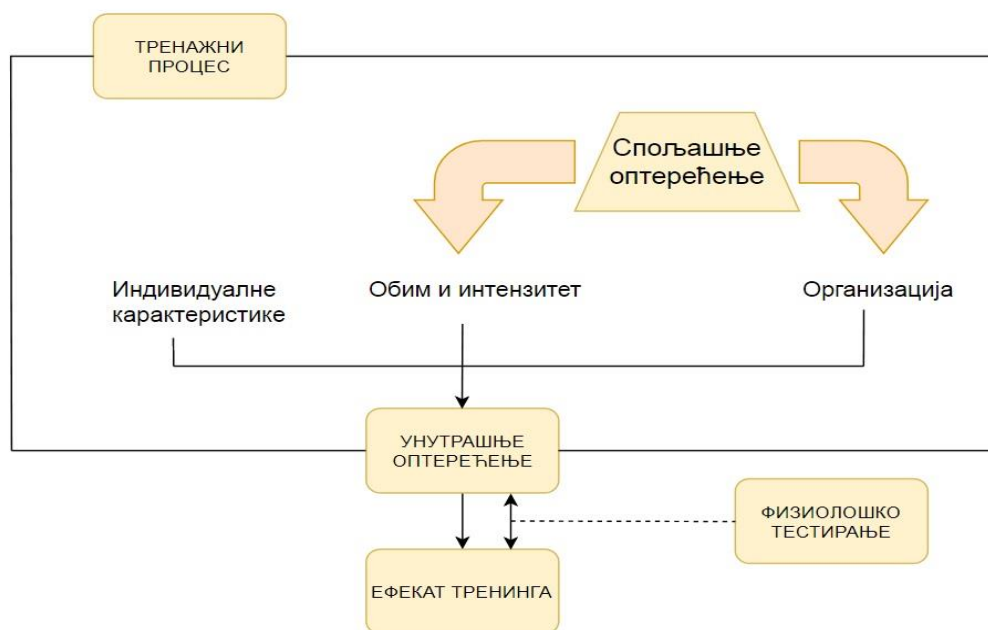 ТРЕНАЖНИ
ПРОЦЕС
Спољашње
оптерећење
Индивидуалне
карактеристике
Обим и интензитет
Организација
УНУТРАШЊЕ
ОПТЕРЕЋЕЊЕ
ФИЗИОЛОШКО
ТЕСТИРАЊЕ
ЕФЕКАТ ТРЕНИНГА